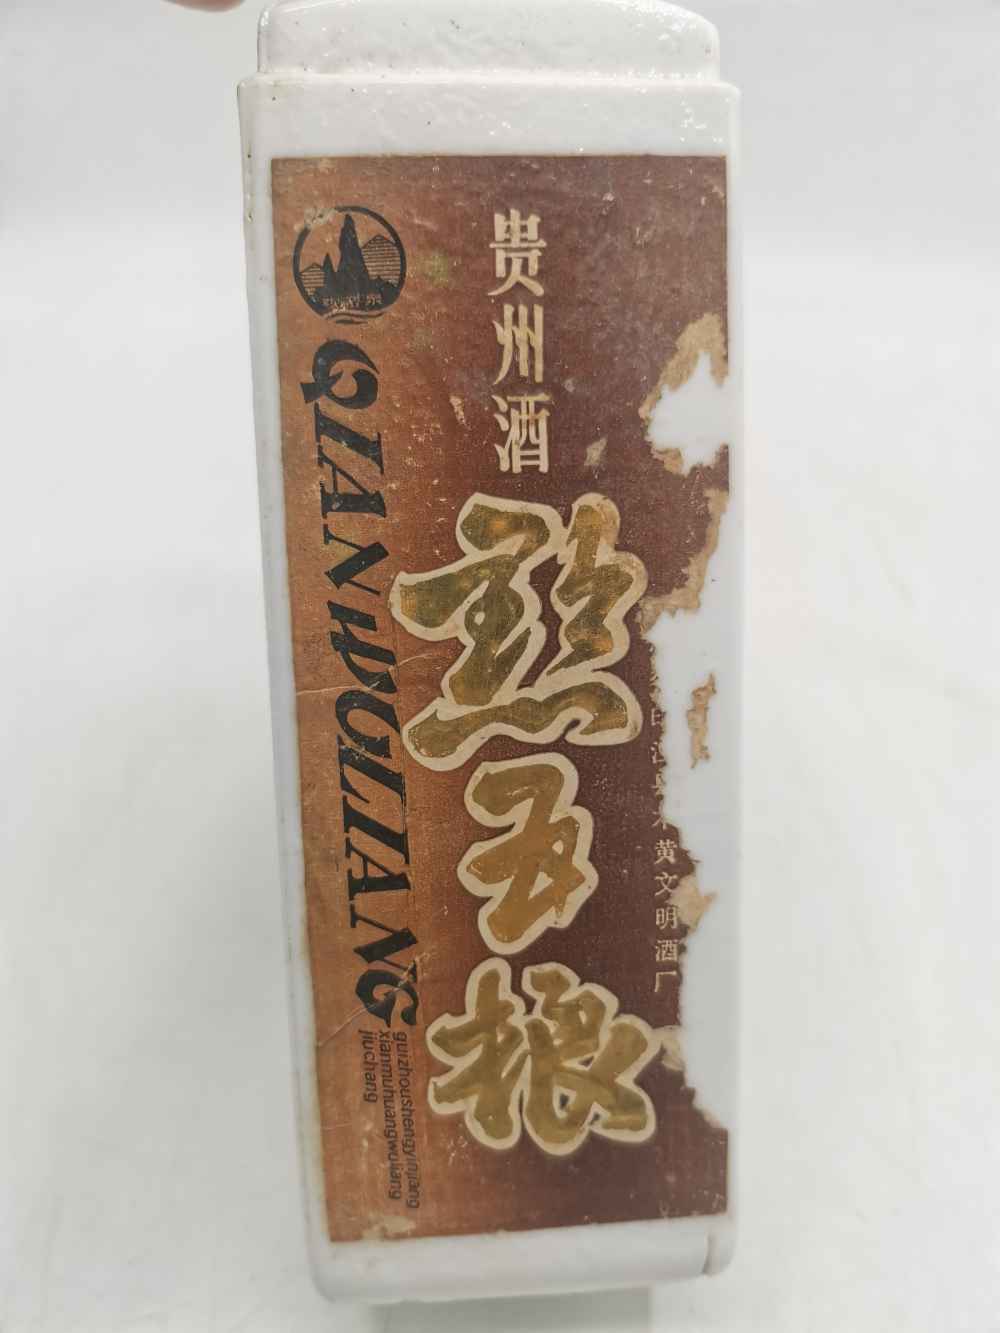 贵州酒
黔五粮
QIANWULIANG
guizhoushengyinjiang
xianmuhuangwuliang
jiuchang
黄文明酒厂